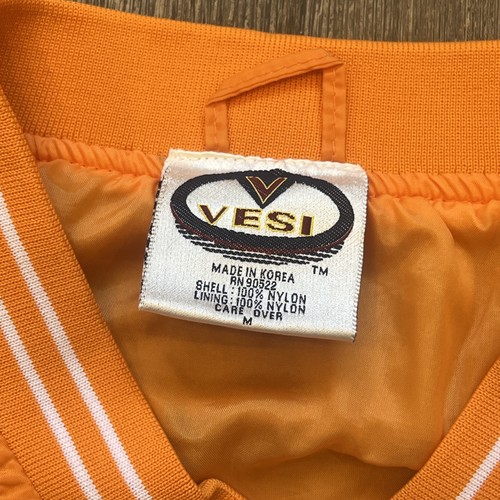 V
VESI
TM
MADE IN KOREA
RN 90522
SHELL : 100% NYLON
LINING: 100% NYLON
CARE OVER
M